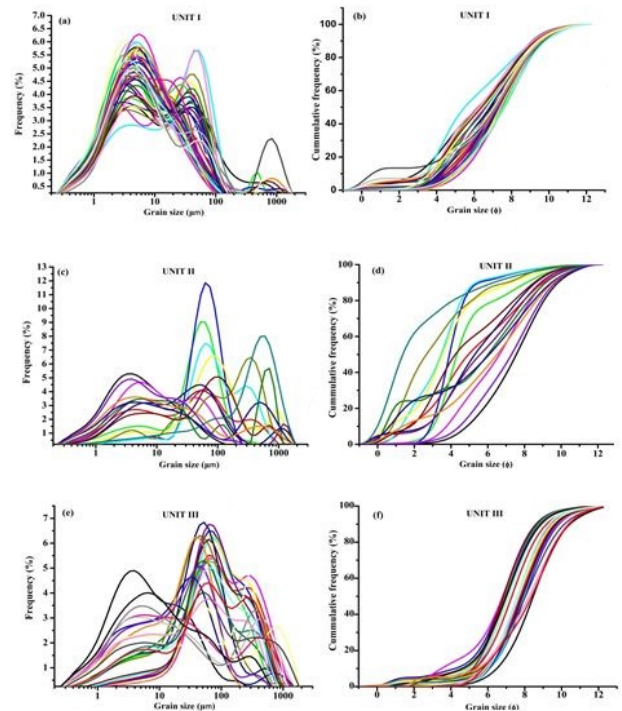 UNIT I
(a)
Frequency (%)
6.0
5.5
5.0
4.5
4.0
3.5
3.0
2.5
2.0
1.5
1.0
0.5
1 10 100 1000
Grain size (µm)
UNIT I
(b)
Cummulative frequency (%)
100
80
60
40
20
0
0 2 4 6 8 10 12
Grain size (ϕ)
UNIT II
(c)
Frequency (%)
13
12
11
10
9
8
7
6
5
4
3
2
1
1 10 100 1000
Grain size (µm)
UNIT II
(d)
Cummulative frequency (%)
100
80
60
40
20
0
0 2 4 6 8 10 12
Grain size (ϕ)
UNIT III
(e)
Frequency (%)
7
6
5
4
3
2
1
1 10 100 1000
Grain size (µm)
UNIT III
(f)
Cummulative frequency (%)
100
80
60
40
20
0
0 2 4 6 8 10 12
Grain size (ϕ)